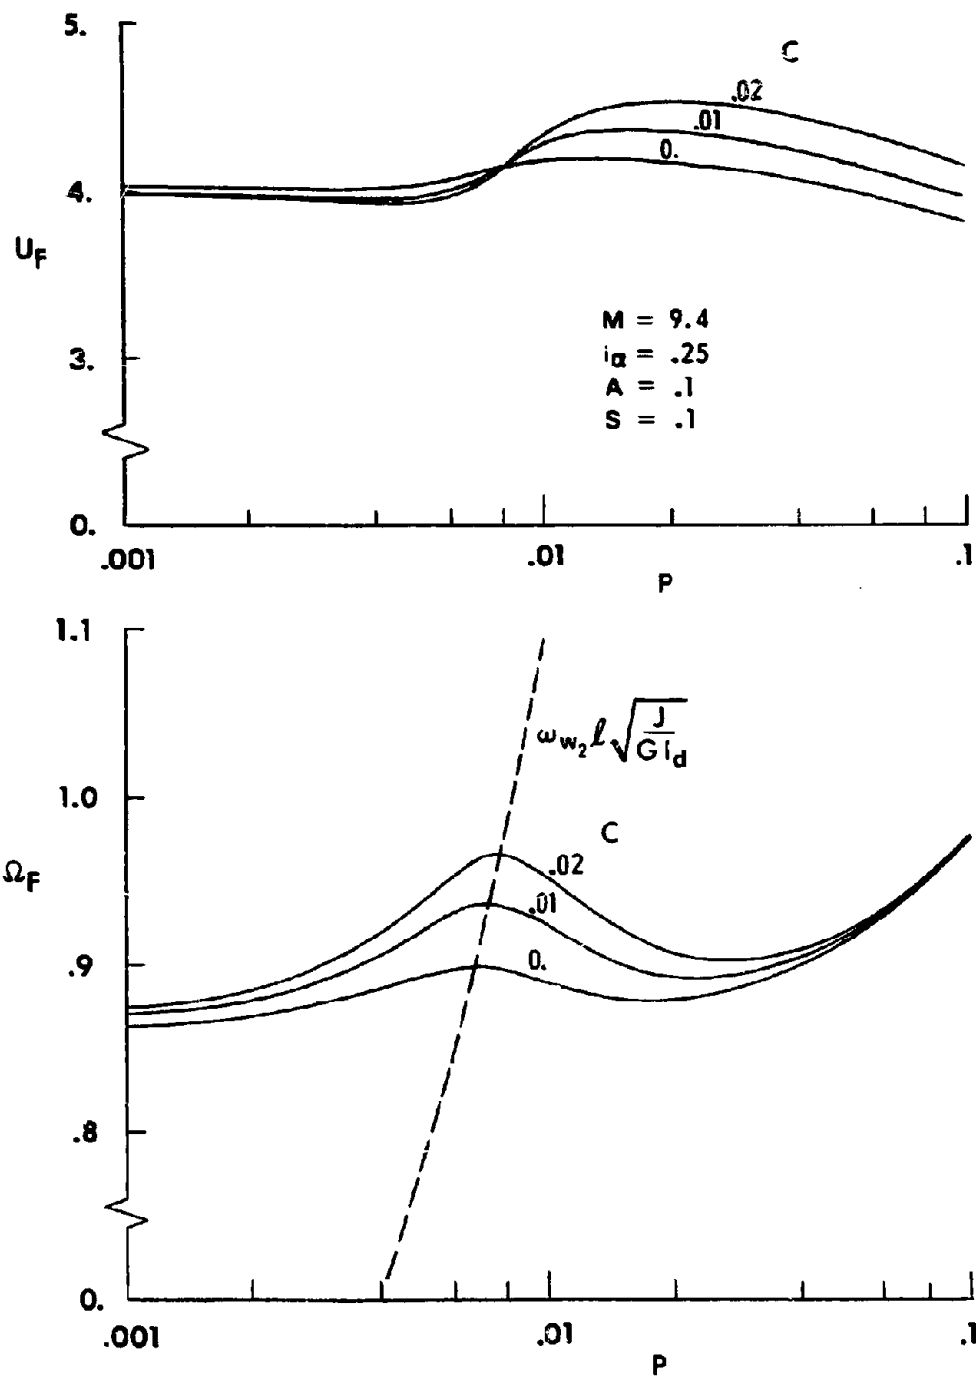 5.
C
.02
.01
0.
4.
U_F
M = 9.4
i_α = .25
A = .1
S = .1
3.
0.
.001
.01
.1
P
1.1
ω_w₂ ℓ √(J / G i_d)
1.0
C
Ω_F
.02
.01
0.
.9
.8
0.
.001
.01
.1
P